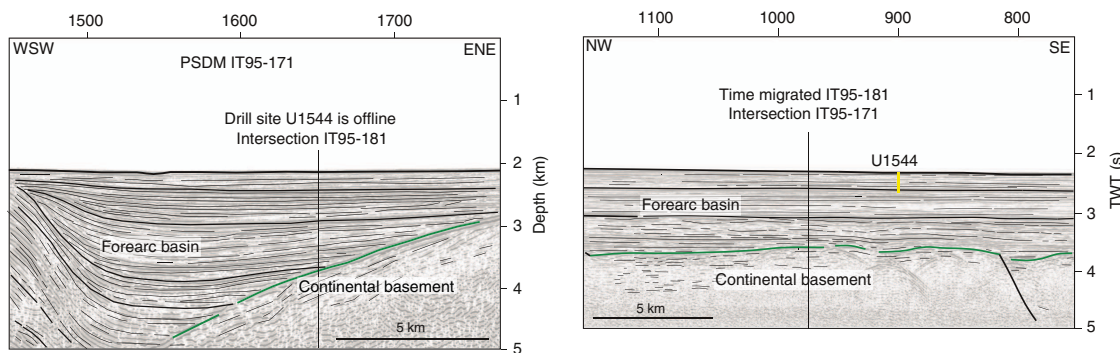 1500 1600 1700
WSW ENE
PSDM IT95-171
Drill site U1544 is offline
Intersection IT95-181
Forearc basin
Continental basement
5 km
1
2
3
4
5
Depth (km)
1100 1000 900 800
NW SE
Time migrated IT95-181
Intersection IT95-171
U1544
Forearc basin
Continental basement
5 km
1
2
3
4
5
TWT (s)